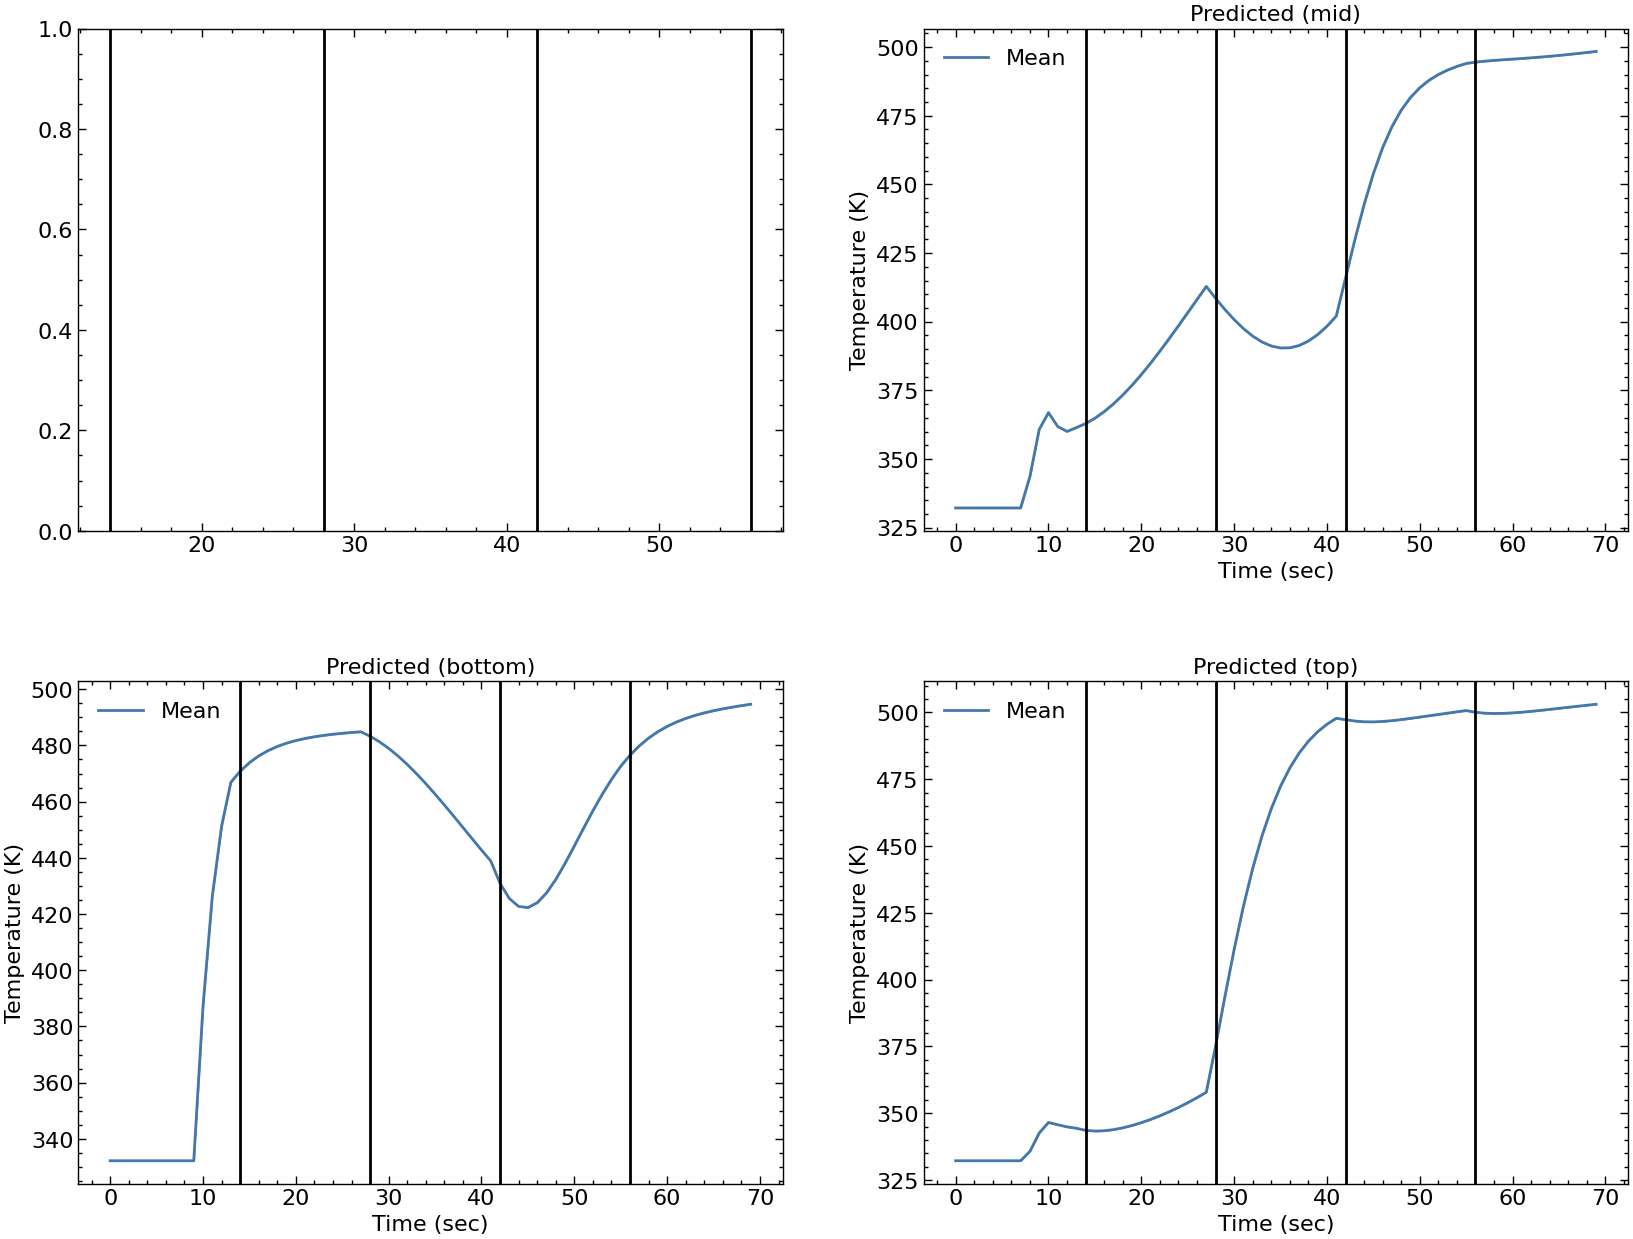 1.0
0.8
0.6
0.4
0.2
0.0
20
30
40
50
Predicted (mid)
Mean
Temperature (K)
500
475
450
425
400
375
350
325
0 10 20 30 40 50 60 70
Time (sec)
Predicted (bottom)
Mean
Temperature (K)
500
480
460
440
420
400
380
360
340
0 10 20 30 40 50 60 70
Time (sec)
Predicted (top)
Mean
Temperature (K)
500
475
450
425
400
375
350
325
0 10 20 30 40 50 60 70
Time (sec)